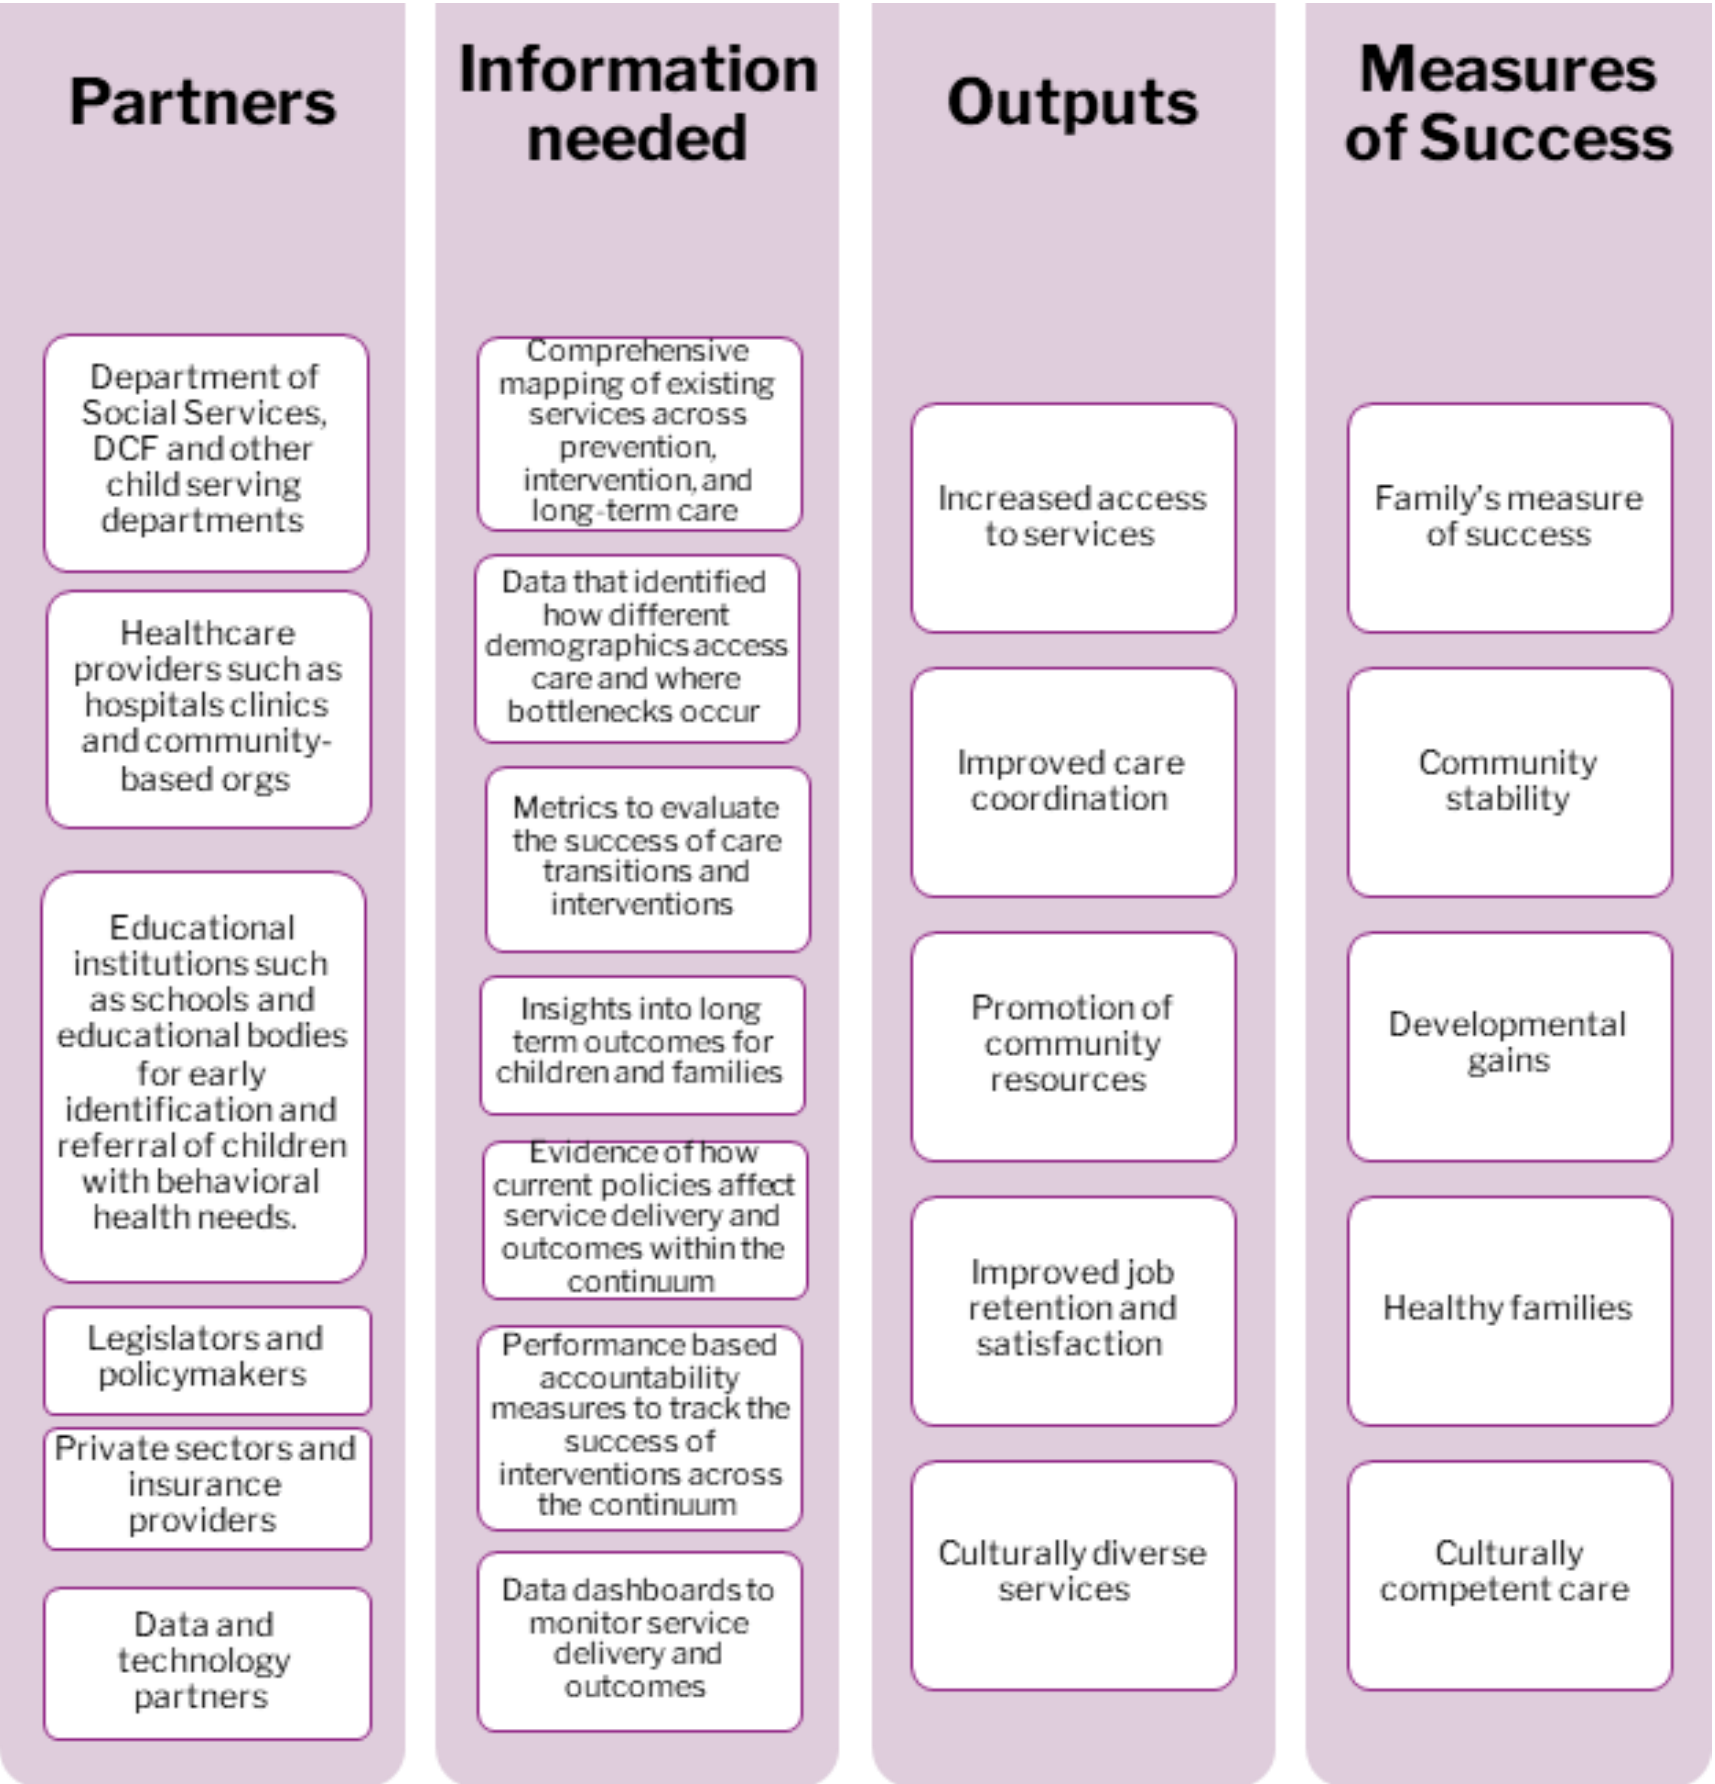 Partners
Department of
Social Services,
DCF and other
child serving
departments
Healthcare
providers such as
hospitals clinics
and community-
based orgs
Educational
institutions such
as schools and
educational bodies
for early
identification and
referral of children
with behavioral
health needs.
Legislators and
policymakers
Private sectors and
insurance
providers
Data and
technology
partners
Information
needed
Comprehensive
mapping of existing
services across
prevention,
intervention, and
long-term care
Data that identified
how different
demographics access
care and where
bottlenecks occur
Metrics to evaluate
the success of care
transitions and
interventions
Insights into long
term outcomes for
children and families
Evidence of how
current policies affect
service delivery and
outcomes within the
continuum
Performance based
accountability
measures to track the
success of
interventions across
the continuum
Data dashboards to
monitor service
delivery and
outcomes
Outputs
Increased access
to services
Improved care
coordination
Promotion of
community
resources
Improved job
retention and
satisfaction
Culturally diverse
services
Measures
of Success
Family's measure
of success
Community
stability
Developmental
gains
Healthy families
Culturally
competent care